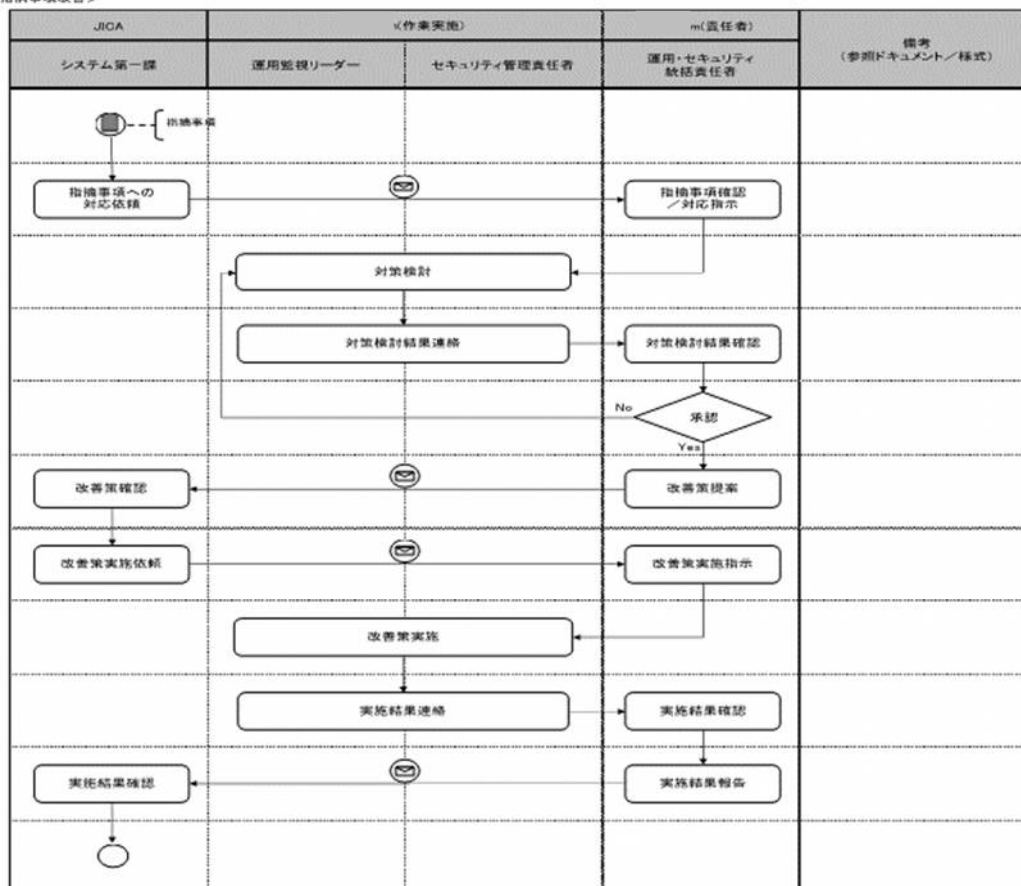 JICA
(作業実施)
m(責任者)
備考
(参照ドキュメント/様式)
システム第一課
運用監視リーダー
セキュリティ管理責任者
運用・セキュリティ
統括責任者
指摘事項
指摘事項への
対応依頼
指摘事項確認
/対応指示
対策検討
対策検討結果連絡
対策検討結果確認
No
承認
Yes
改善策確認
改善策提案
改善策実施依頼
改善策実施指示
改善策実施
実施結果連絡
実施結果確認
実施結果確認
実施結果報告